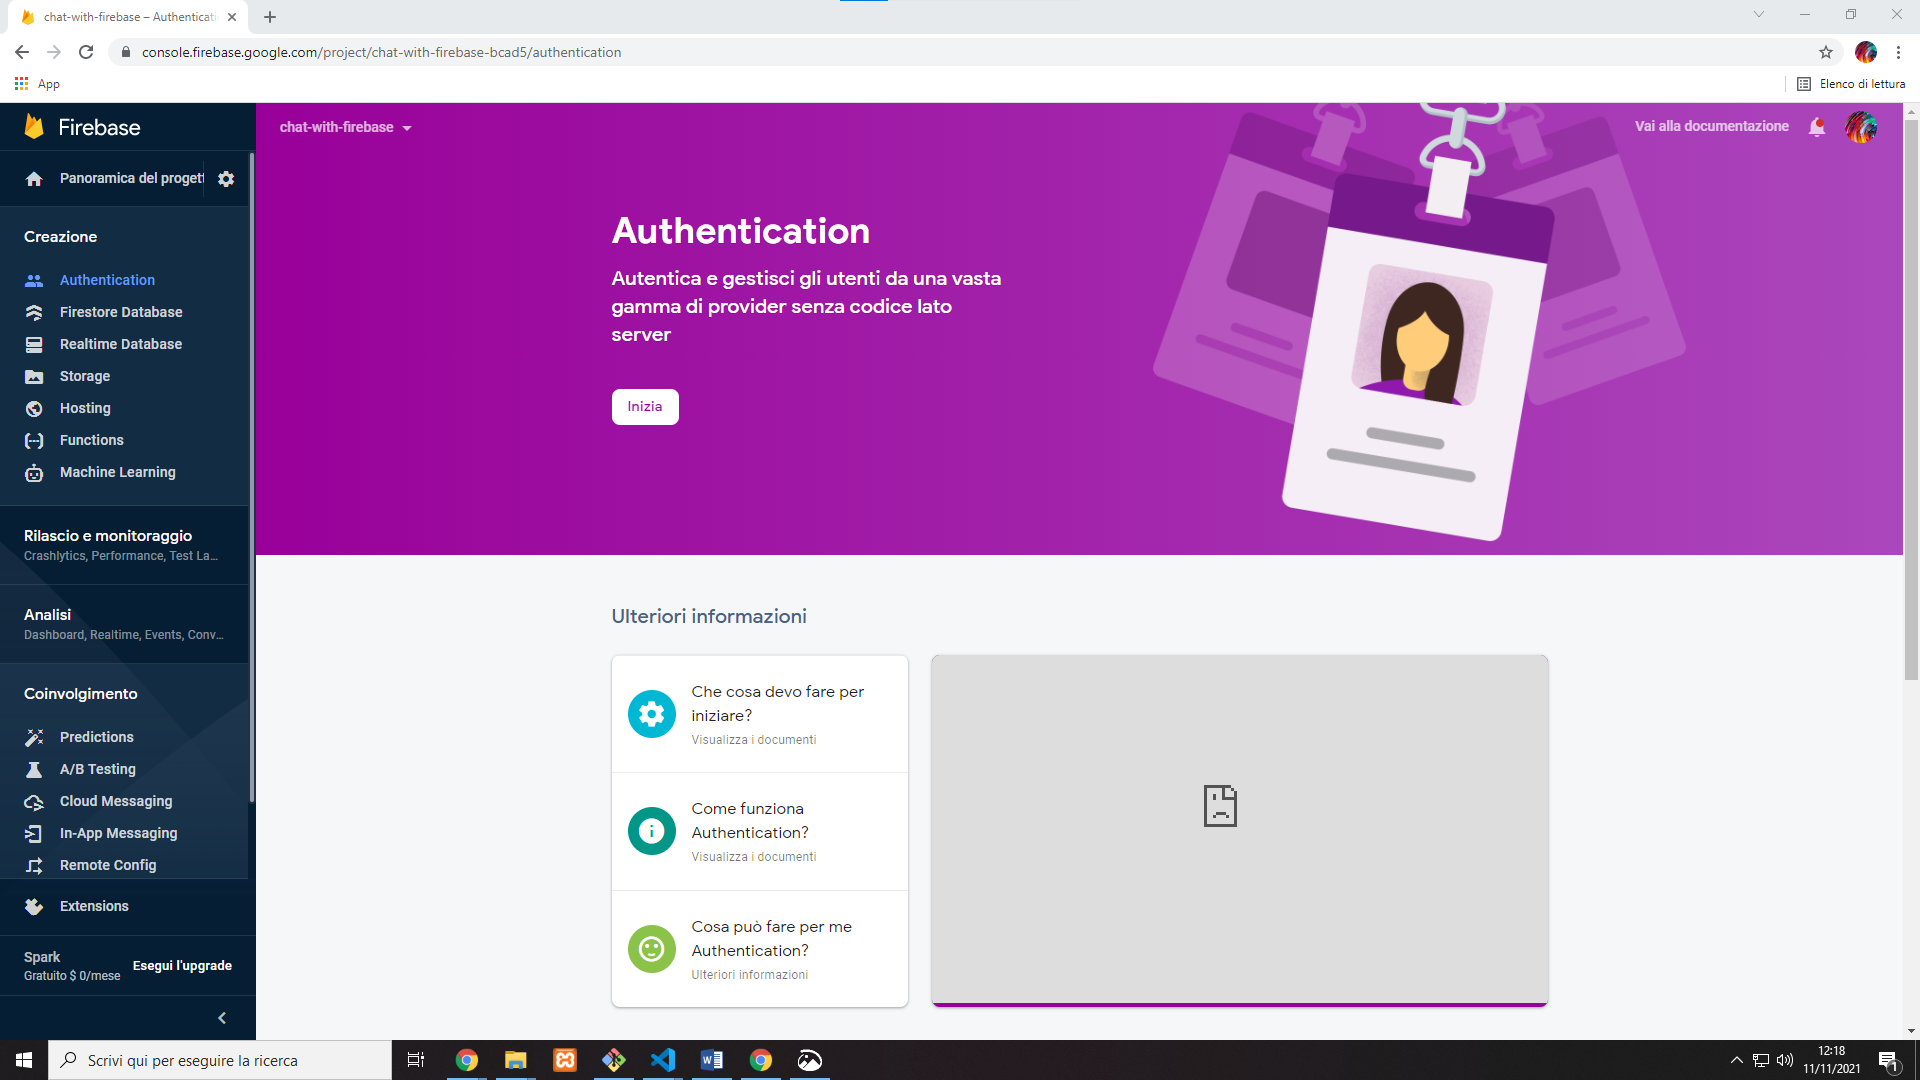 chat-with-firebase – Authenticati
console.firebase.google.com/project/chat-with-firebase-bcad5/authentication
App
Elenco di lettura
Firebase
chat-with-firebase
Vai alla documentazione
Panoramica del progett
Creazione
Authentication
Firestore Database
Realtime Database
Storage
Hosting
Functions
Machine Learning
Rilascio e monitoraggio
Crashlytics, Performance, Test La...
Analisi
Dashboard, Realtime, Events, Conv...
Coinvolgimento
Predictions
A/B Testing
Cloud Messaging
In-App Messaging
Remote Config
Extensions
Spark
Gratuito $ 0/mese
Esegui l'upgrade
Authentication
Autentica e gestisci gli utenti da una vasta
gamma di provider senza codice lato
server
Inizia
Ulteriori informazioni
Che cosa devo fare per
iniziare?
Visualizza i documenti
Come funziona
Authentication?
Visualizza i documenti
Cosa può fare per me
Authentication?
Ulteriori informazioni
Scrivi qui per eseguire la ricerca
12:18
11/11/2021
1